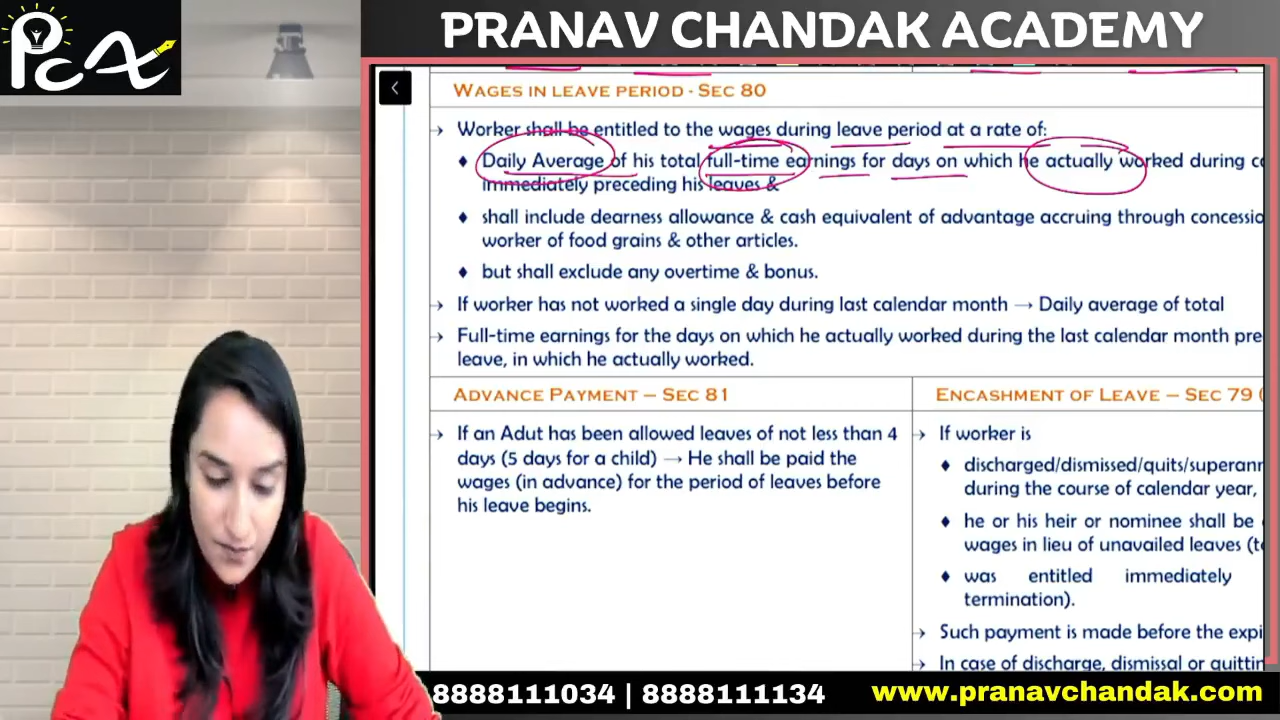 PCA
PRANAV CHANDAK ACADEMY
WAGES IN LEAVE PERIOD - SEC 80
→ Worker shall be entitled to the wages during leave period at a rate of:
♦ Daily Average of his total full-time earnings for days on which he actually worked during
immediately preceding his leaves &
♦ shall include dearness allowance & cash equivalent of advantage accruing through
worker of food grains & other articles.
♦ but shall exclude any overtime & bonus.
→ If worker has not worked a single day during last calendar month → Daily average of total
→ Full-time earnings for the days on which he actually worked during the last calendar month
leave, in which he actually worked.
ADVANCE PAYMENT – SEC 81
→ If an Adut has been allowed leaves of not less than 4
days (5 days for a child) → He shall be paid the
wages (in advance) for the period of leaves before
his leave begins.
ENCASHMENT OF LEAVE – SEC 79
→ If worker is
♦ discharged/dismissed/quits/
during the course of calendar year,
♦ he or his heir or nominee shall be
wages in lieu of unavailed leaves
♦ was entitled immediately
termination).
→ Such payment is made before the
→ In case of discharge, dismissal or
8888111034 | 8888111134
www.pranavchandak.com